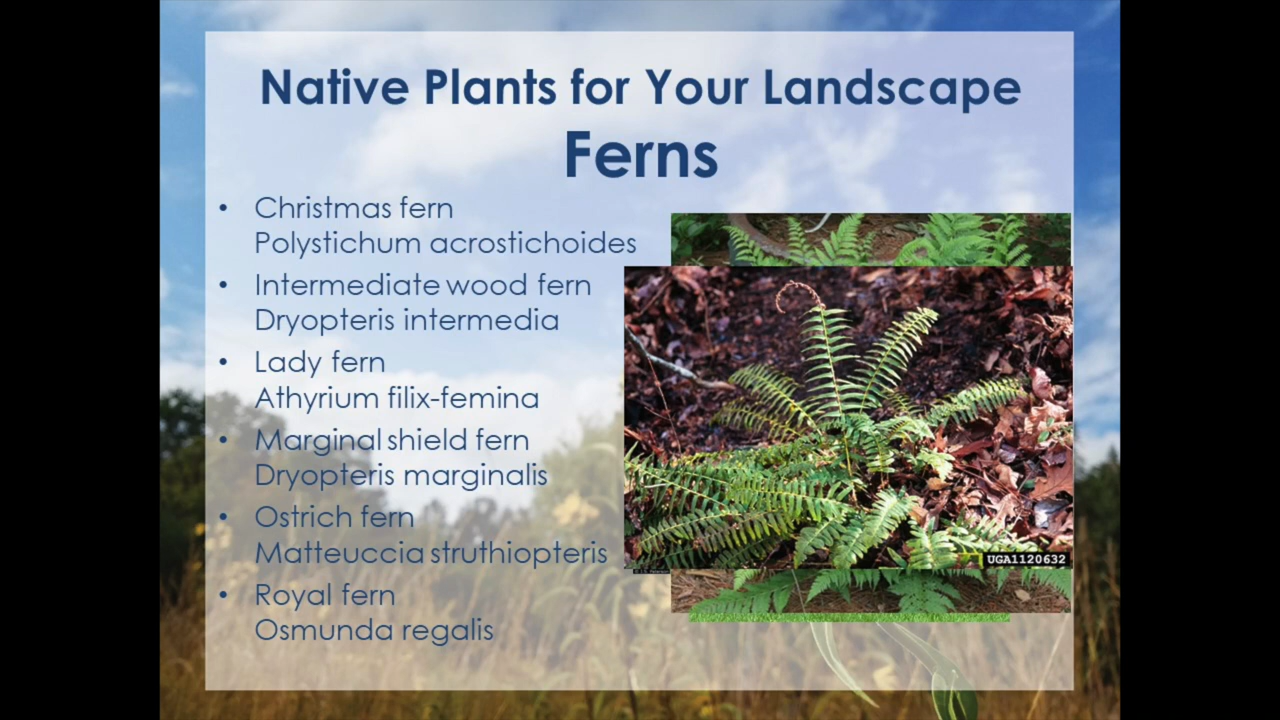 Native Plants for Your Landscape
Ferns
• Christmas fern
Polystichum acrostichoides
• Intermediate wood fern
Dryopteris intermedia
• Lady fern
Athyrium filix-femina
• Marginal shield fern
Dryopteris marginalis
• Ostrich fern
Matteuccia struthiopteris
• Royal fern
Osmunda regalis
UGA1120632